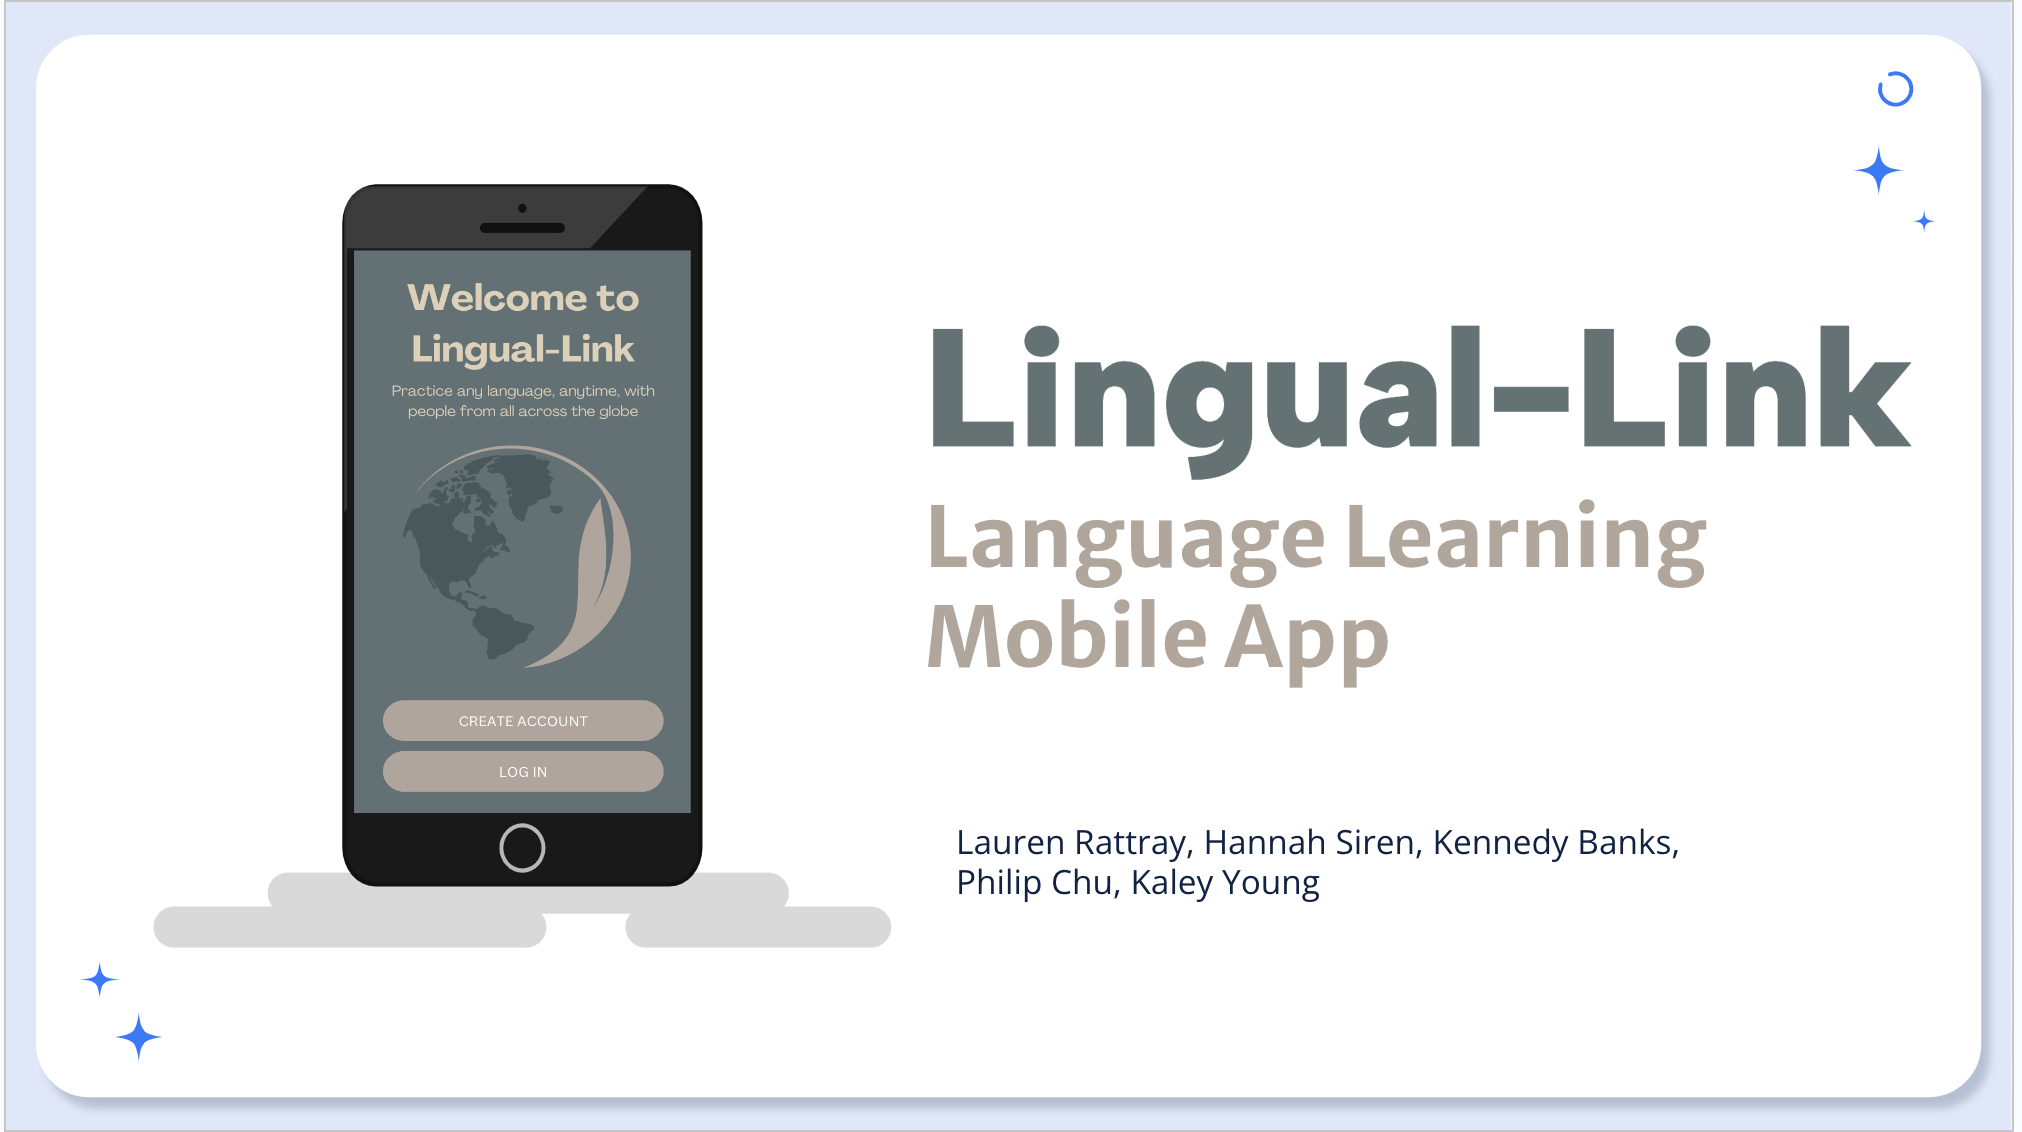 Welcome to
Lingual-Link
Practice any language, anytime, with
people from all across the globe
CREATE ACCOUNT
LOG IN
Lingual-Link
Language Learning
Mobile App
Lauren Rattray, Hannah Siren, Kennedy Banks,
Philip Chu, Kaley Young